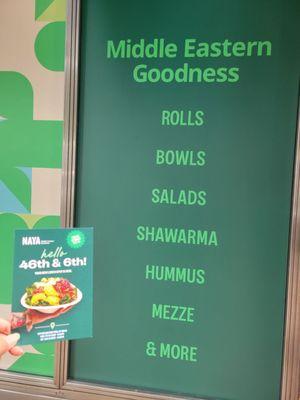 Middle Eastern
Goodness
ROLLS
BOWLS
SALADS
SHAWARMA
HUMMUS
MEZZE
& MORE
NAYA
hello
46th & 6th!